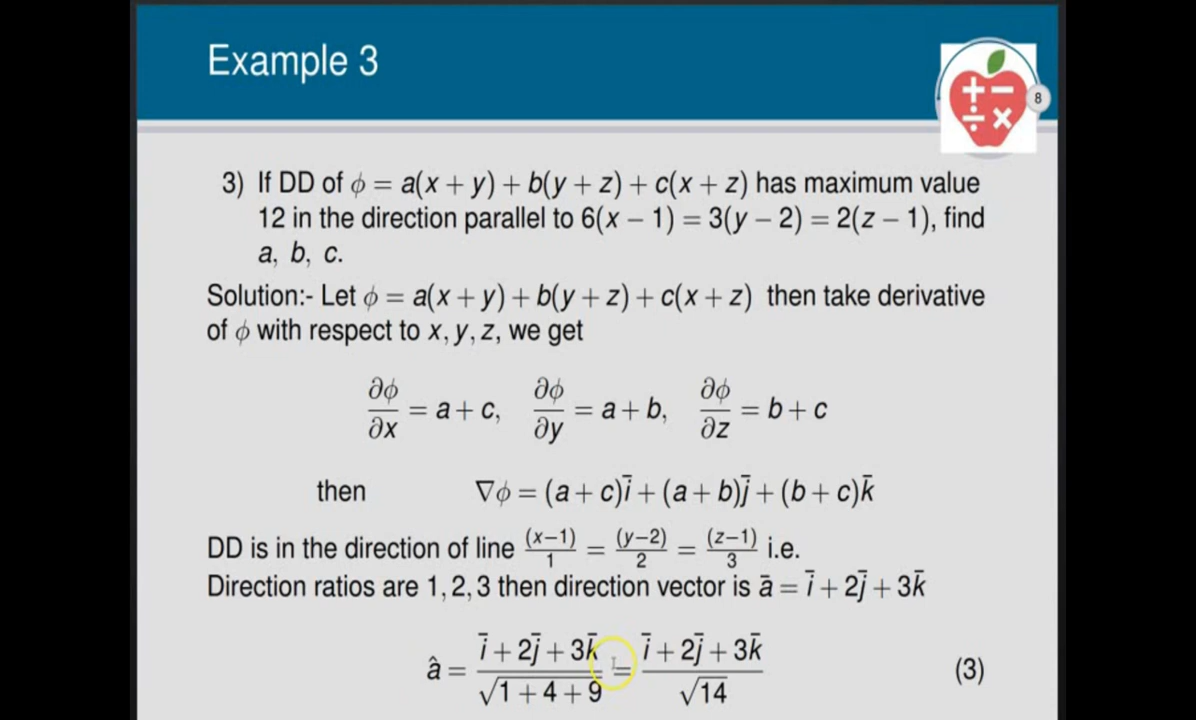 Example 3
8
3) If DD of ϕ = a(x + y) + b(y + z) + c(x + z) has maximum value
12 in the direction parallel to 6(x − 1) = 3(y − 2) = 2(z − 1), find
a, b, c.
Solution:- Let ϕ = a(x + y) + b(y + z) + c(x + z) then take derivative
of ϕ with respect to x, y, z, we get
∂ϕ/∂x = a + c, ∂ϕ/∂y = a + b, ∂ϕ/∂z = b + c
then ∇ϕ = (a + c)ī + (a + b)j̄ + (b + c)k̄
DD is in the direction of line (x−1)/1 = (y−2)/2 = (z−1)/3 i.e.
Direction ratios are 1, 2, 3 then direction vector is ā = ī + 2j̄ + 3k̄
â = (ī + 2j̄ + 3k̄)/√(1 + 4 + 9) = (ī + 2j̄ + 3k̄)/√14 (3)